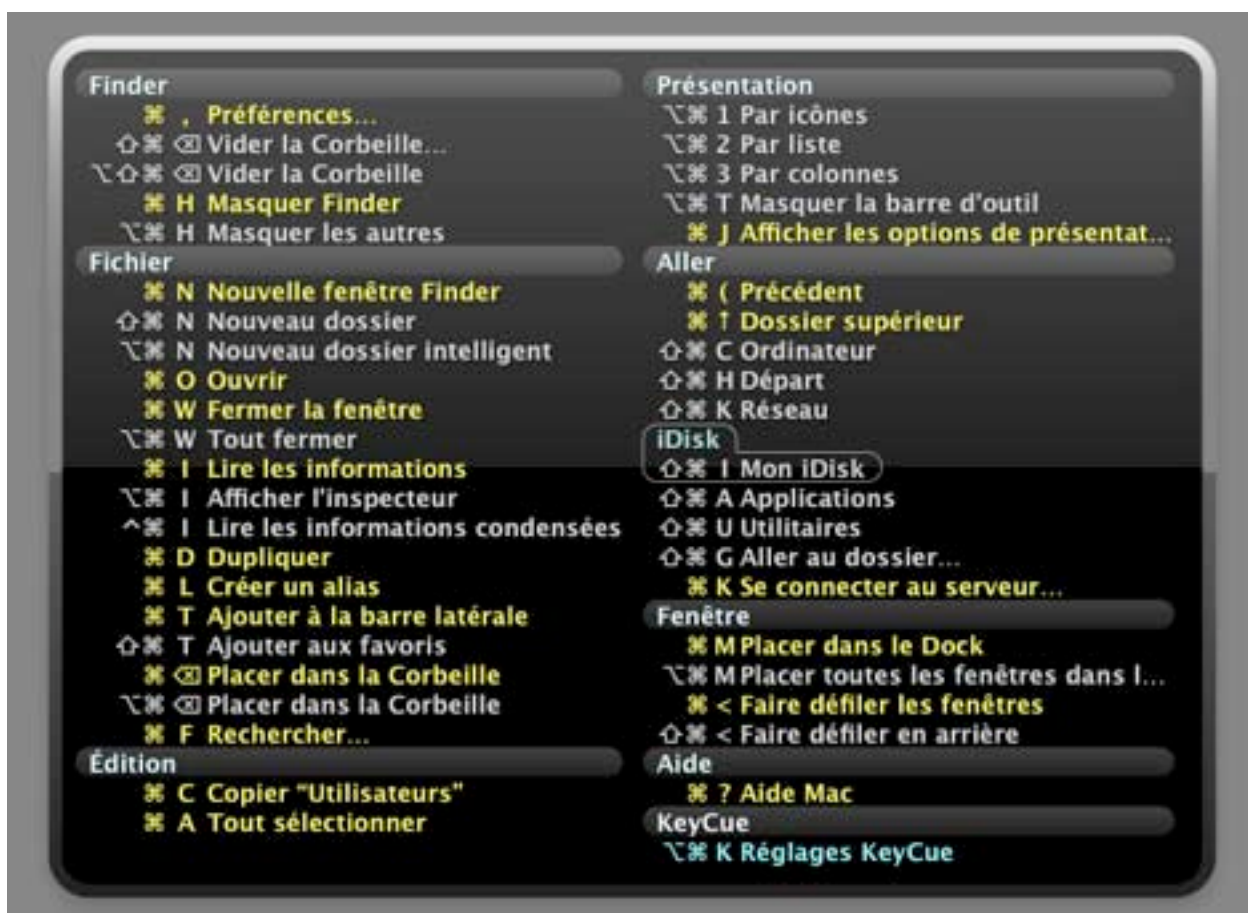 Finder
⌘ , Préférences...
⇧⌘ ⌫ Vider la Corbeille...
⌥⇧⌘ ⌫ Vider la Corbeille
⌘ H Masquer Finder
⌥⌘ H Masquer les autres
Fichier
⌘ N Nouvelle fenêtre Finder
⇧⌘ N Nouveau dossier
⌥⌘ N Nouveau dossier intelligent
⌘ O Ouvrir
⌘ W Fermer la fenêtre
⌥⌘ W Tout fermer
⌘ I Lire les informations
⌥⌘ I Afficher l'inspecteur
^⌘ I Lire les informations condensées
⌘ D Dupliquer
⌘ L Créer un alias
⌘ T Ajouter à la barre latérale
⇧⌘ T Ajouter aux favoris
⌘ ⌫ Placer dans la Corbeille
⌥⌘ ⌫ Placer dans la Corbeille
⌘ F Rechercher...
Édition
⌘ C Copier "Utilisateurs"
⌘ A Tout sélectionner
Présentation
⌥⌘ 1 Par icônes
⌥⌘ 2 Par liste
⌥⌘ 3 Par colonnes
⌥⌘ T Masquer la barre d'outil
⌘ J Afficher les options de présentat...
Aller
⌘ ( Précédent
⌘ ↑ Dossier supérieur
⇧⌘ C Ordinateur
⇧⌘ H Départ
⇧⌘ K Réseau
iDisk
⇧⌘ I Mon iDisk
⇧⌘ A Applications
⇧⌘ U Utilitaires
⇧⌘ G Aller au dossier...
⌘ K Se connecter au serveur...
Fenêtre
⌘ M Placer dans le Dock
⌥⌘ M Placer toutes les fenêtres dans l...
⌘ < Faire défiler les fenêtres
⇧⌘ < Faire défiler en arrière
Aide
⌘ ? Aide Mac
KeyCue
⌥⌘ K Réglages KeyCue